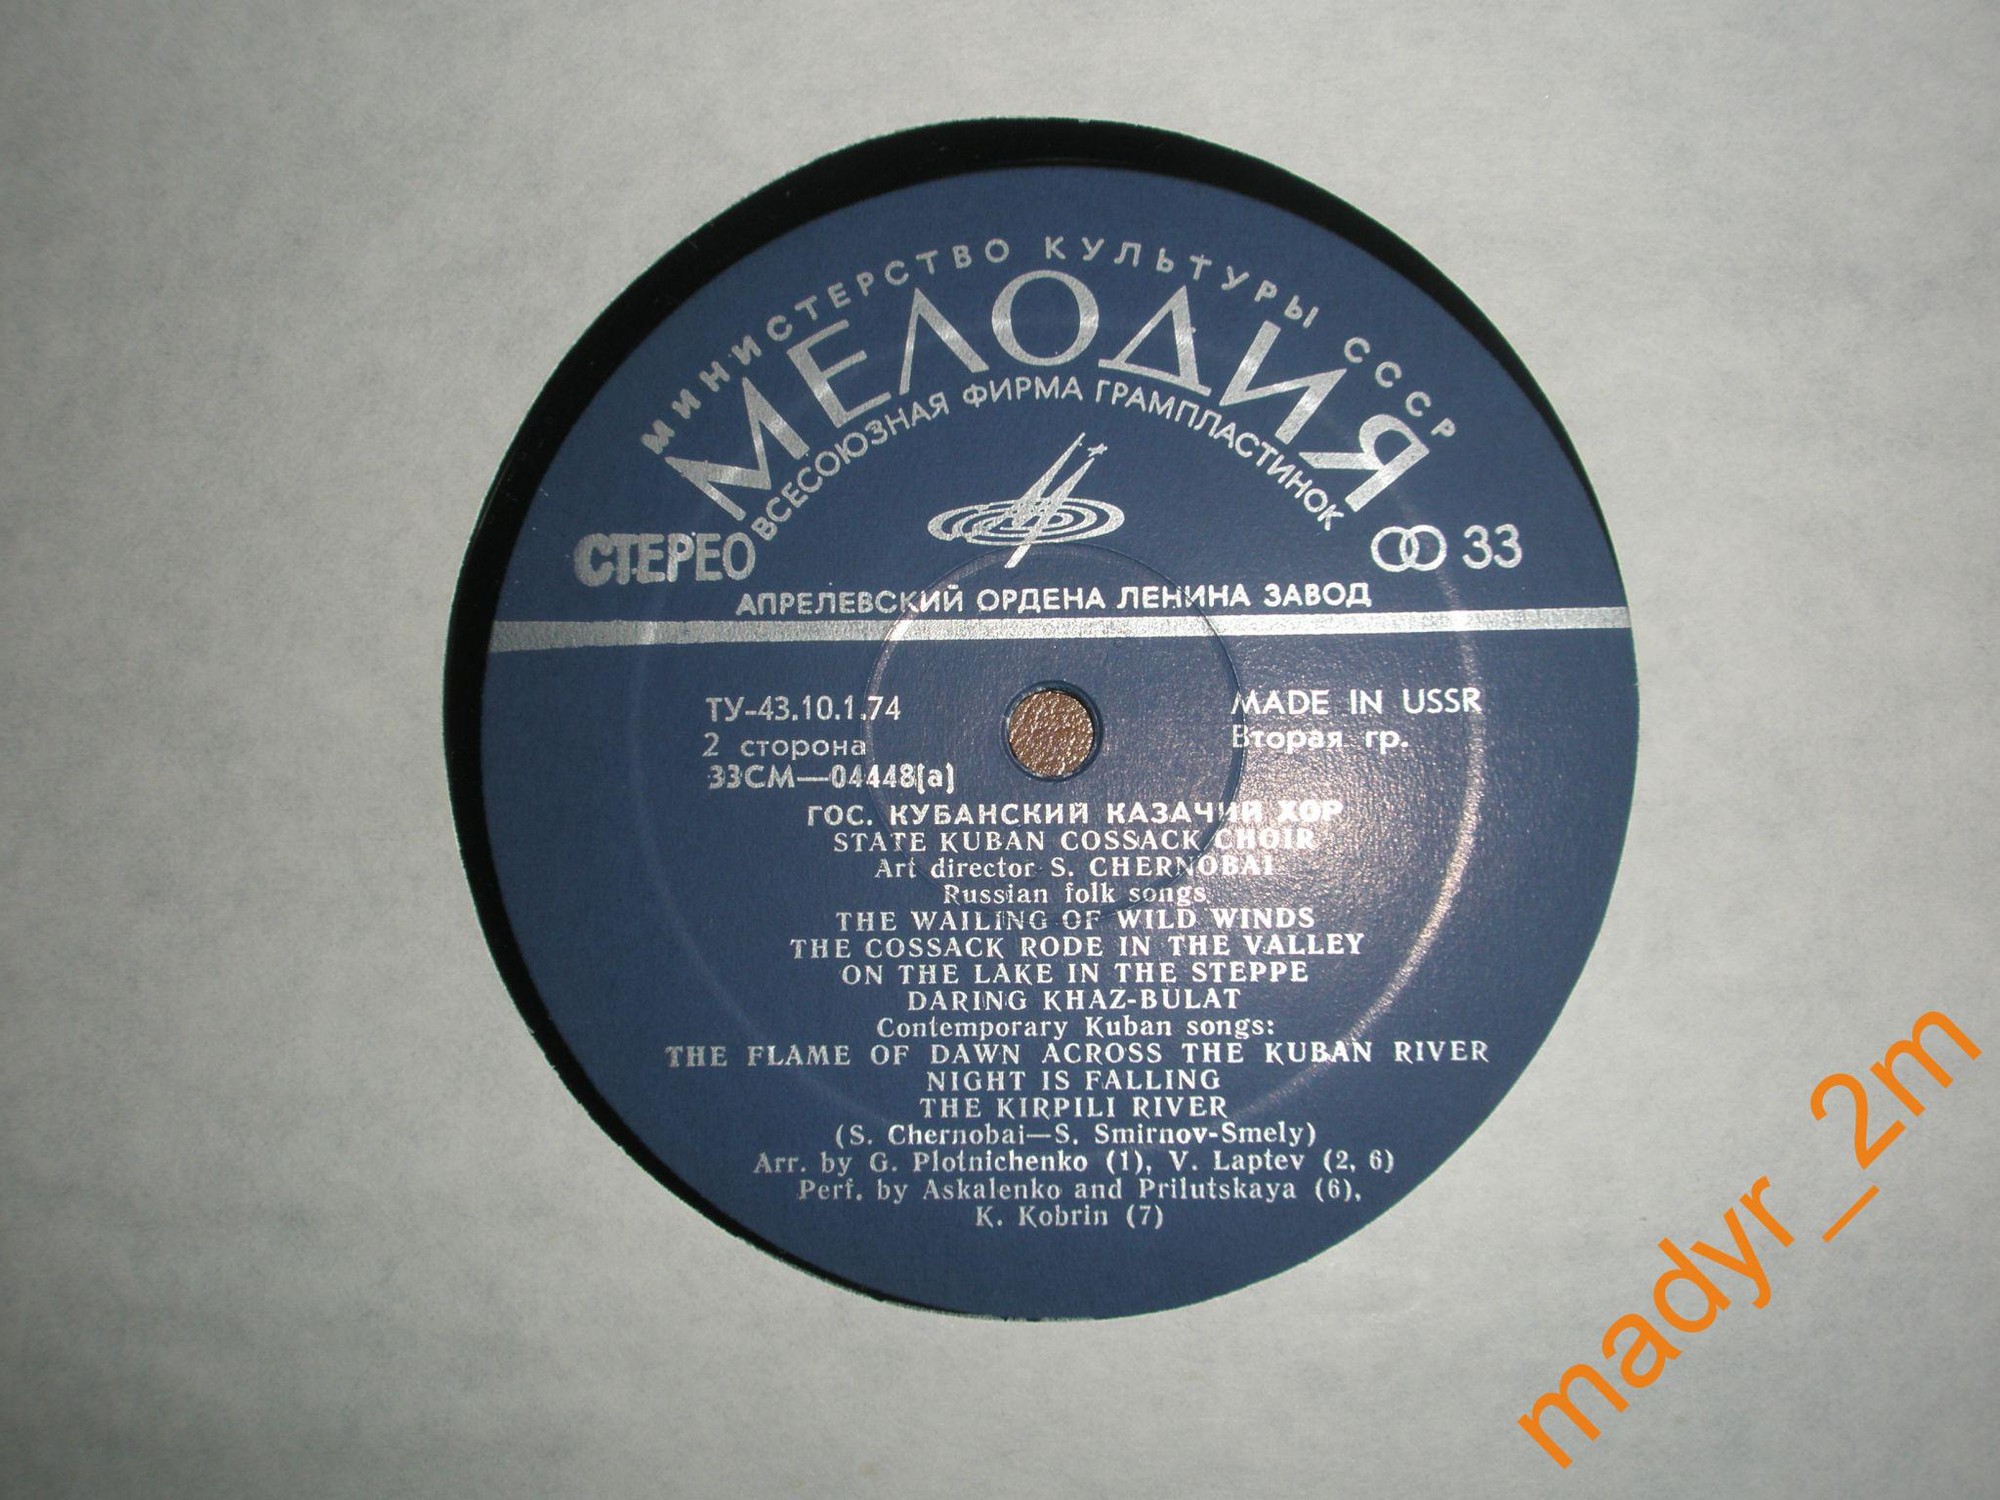 МИНИСТЕРСТВО КУЛЬТУРЫ СССР
МЕЛОДИЯ
ВСЕСОЮЗНАЯ ФИРМА ГРАМПЛАСТИНОК
СТЕРЕО
33
АПРЕЛЕВСКИЙ ОРДЕНА ЛЕНИНА ЗАВОД
ТУ-43.10.1.74
MADE IN USSR
2 сторона
Вторая гр.
33СМ—04448(а)
ГОС. КУБАНСКИЙ КАЗАЧИЙ ХОР
STATE KUBAN COSSACK CHOIR
Art director S. CHERNOBAI
Russian folk songs
THE WAILING OF WILD WINDS
THE COSSACK RODE IN THE VALLEY
ON THE LAKE IN THE STEPPE
DARING KHAZ-BULAT
Contemporary Kuban songs:
THE FLAME OF DAWN ACROSS THE KUBAN RIVER
NIGHT IS FALLING
THE KIRPILI RIVER
(S. Chernobai—S. Smirnov-Smely)
Arr. by G. Plotnichenko (1), V. Laptev (2, 6)
Perf. by Askalenko and Prilutskaya (6),
K. Kobrin (7)
madyr_2m